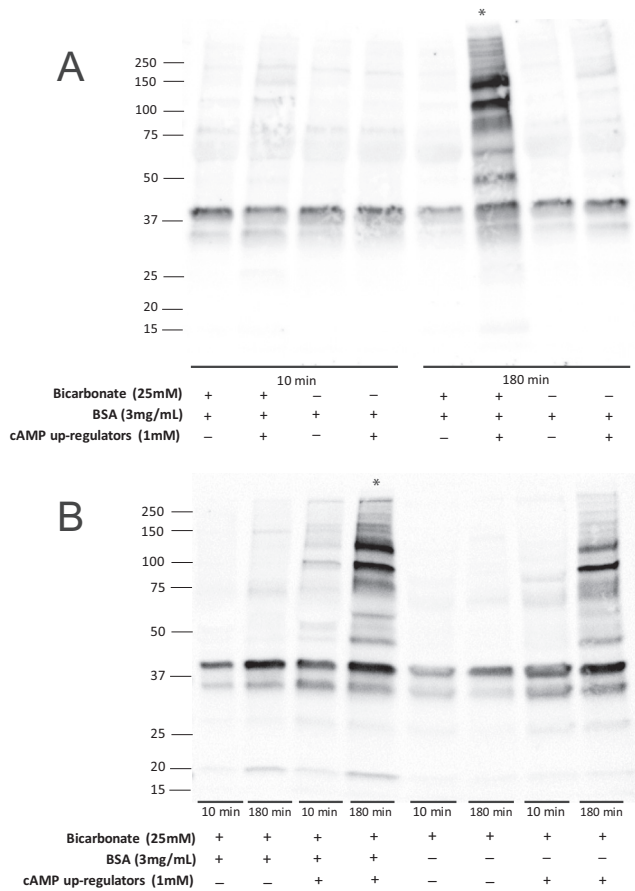 *
A
250
150
100
75
50
37
25
20
15
10 min 180 min
Bicarbonate (25mM) + + – – + + – –
BSA (3mg/mL) + + + + + + + +
cAMP up-regulators (1mM) – + – + – + – +
*
B
250
150
100
75
50
37
25
20
15
10 min 180 min 10 min 180 min 10 min 180 min 10 min 180 min
Bicarbonate (25mM) + + + + + + + +
BSA (3mg/mL) + + + + – – – –
cAMP up-regulators (1mM) – – + + – – + +